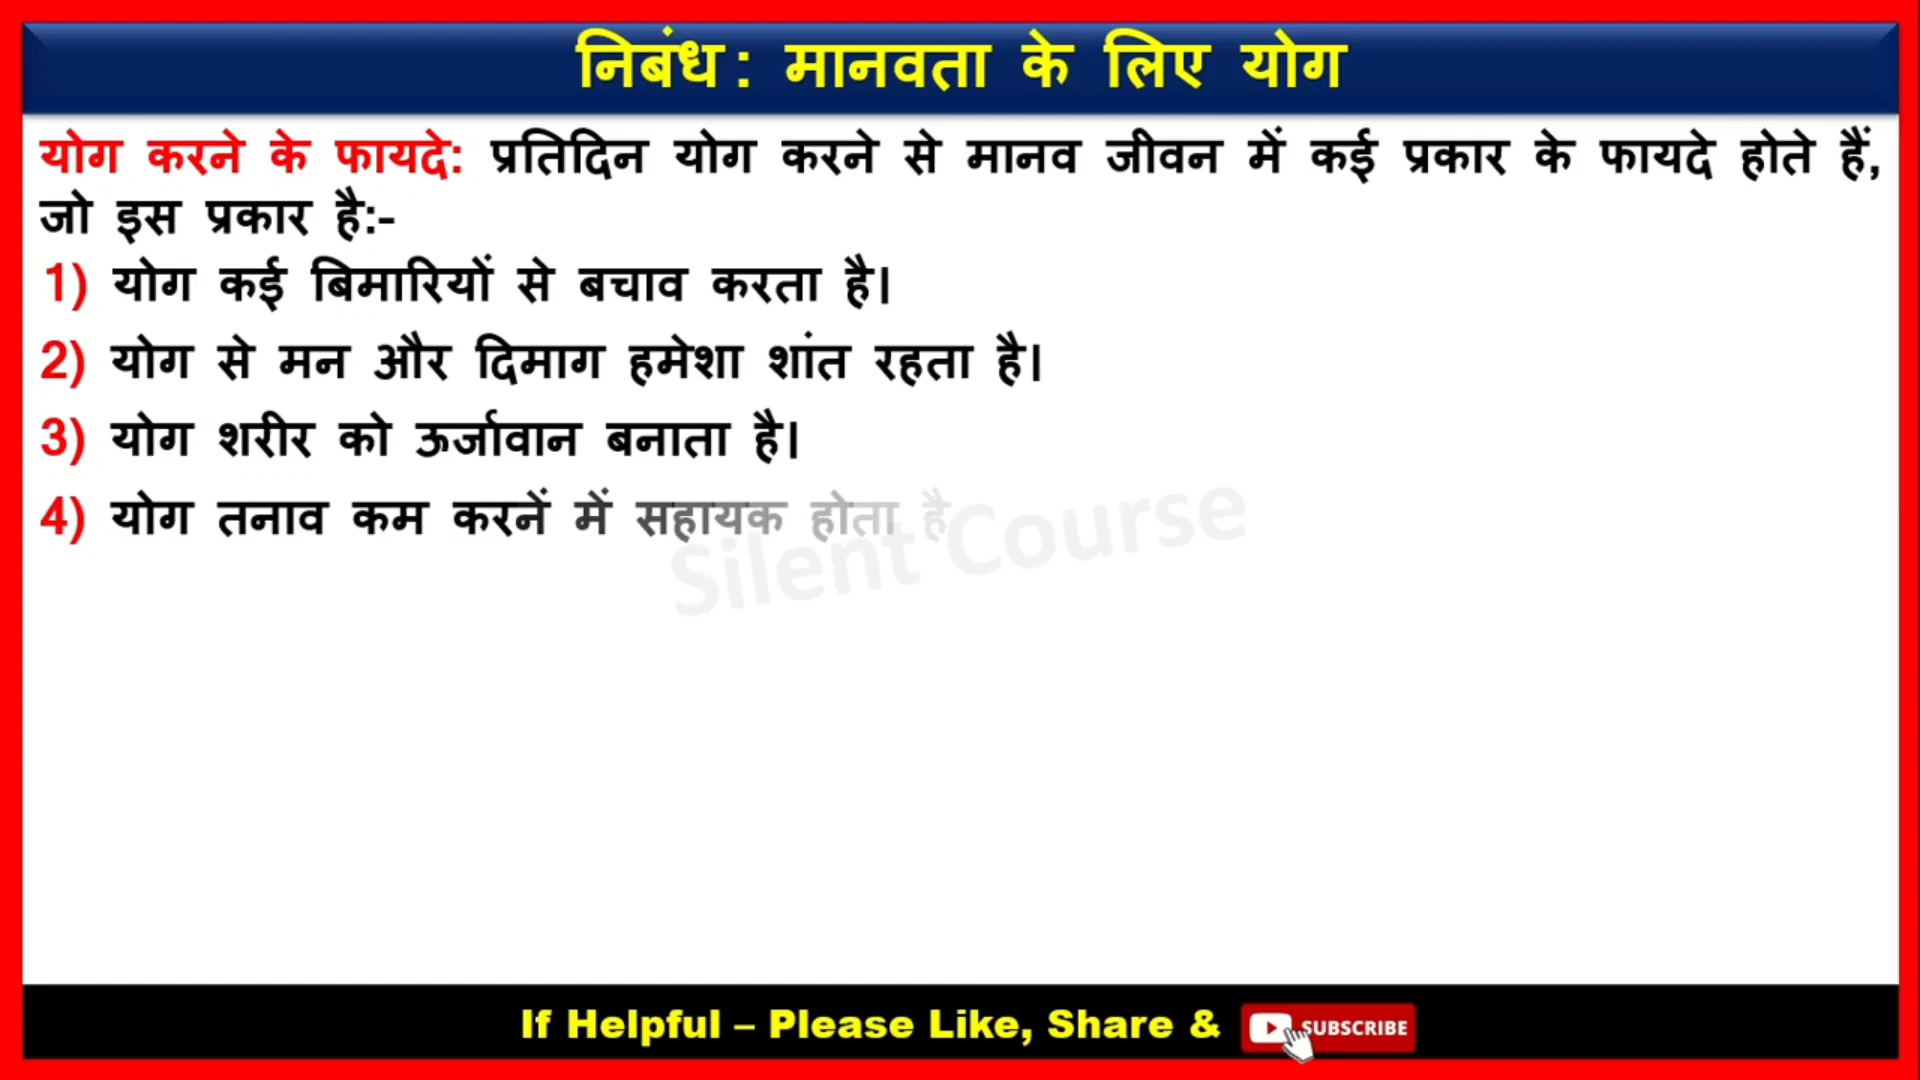 निबंध : मानवता के लिए योग
योग करने के फायदे: प्रतिदिन योग करने से मानव जीवन में कई प्रकार के फायदे होते हैं,
जो इस प्रकार है:-
1) योग कई बिमारियों से बचाव करता है।
2) योग से मन और दिमाग हमेशा शांत रहता है।
3) योग शरीर को ऊर्जावान बनाता है।
4) योग तनाव कम करनें में सहायक होता है
Silent Course
If Helpful – Please Like, Share & SUBSCRIBE